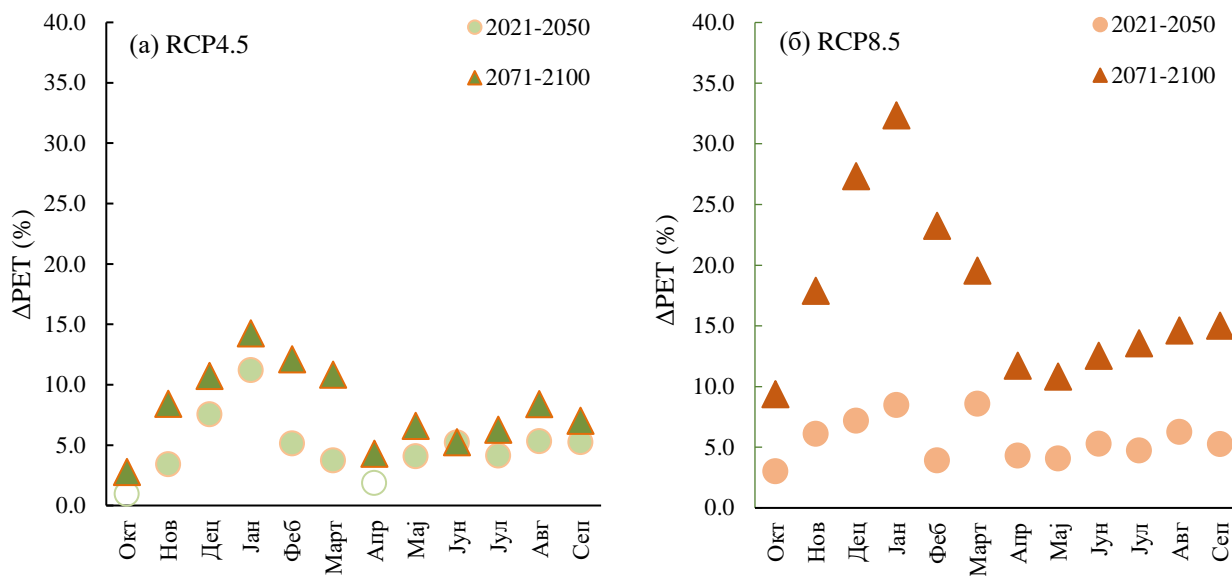 (а) RCP4.5
2021-2050
2071-2100
ΔPET (%)
40.0
35.0
30.0
25.0
20.0
15.0
10.0
5.0
0.0
Окт
Нов
Дец
Јан
Феб
Март
Апр
Мај
Јун
Јул
Авг
Сеп
(б) RCP8.5
2021-2050
2071-2100
ΔPET (%)
40.0
35.0
30.0
25.0
20.0
15.0
10.0
5.0
0.0
Окт
Нов
Дец
Јан
Феб
Март
Апр
Мај
Јун
Јул
Авг
Сеп